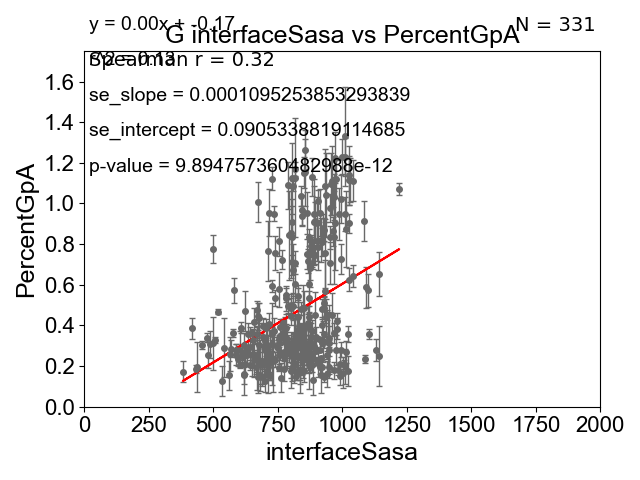 y = 0.00x + -0.17
N = 331
G interfaceSasa vs PercentGpA
Spearman r = 0.32
se_slope = 0.0001095253853293839
se_intercept = 0.0905338819114685
p-value = 9.894757360482988e-12
PercentGpA
1.6
1.4
1.2
1.0
0.8
0.6
0.4
0.2
0.0
0 250 500 750 1000 1250 1500 1750 2000
interfaceSasa